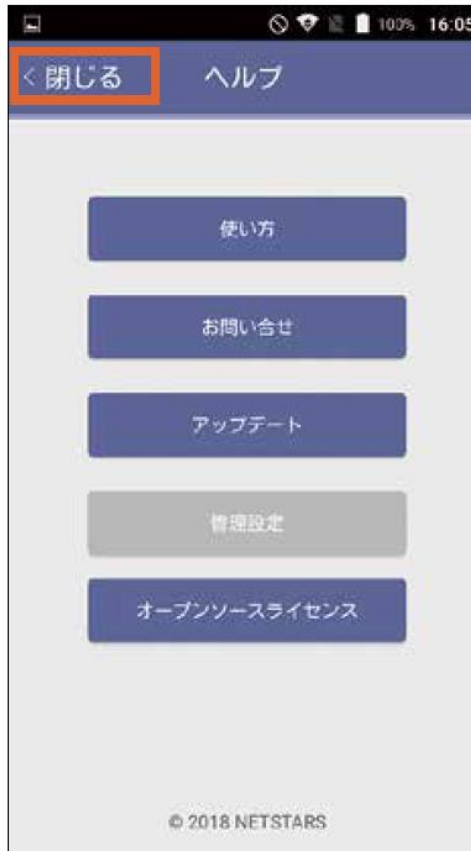 100% 16:05
< 閉じる ヘルプ
使い方
お問い合せ
アップデート
管理設定
オープンソースライセンス
© 2018 NETSTARS